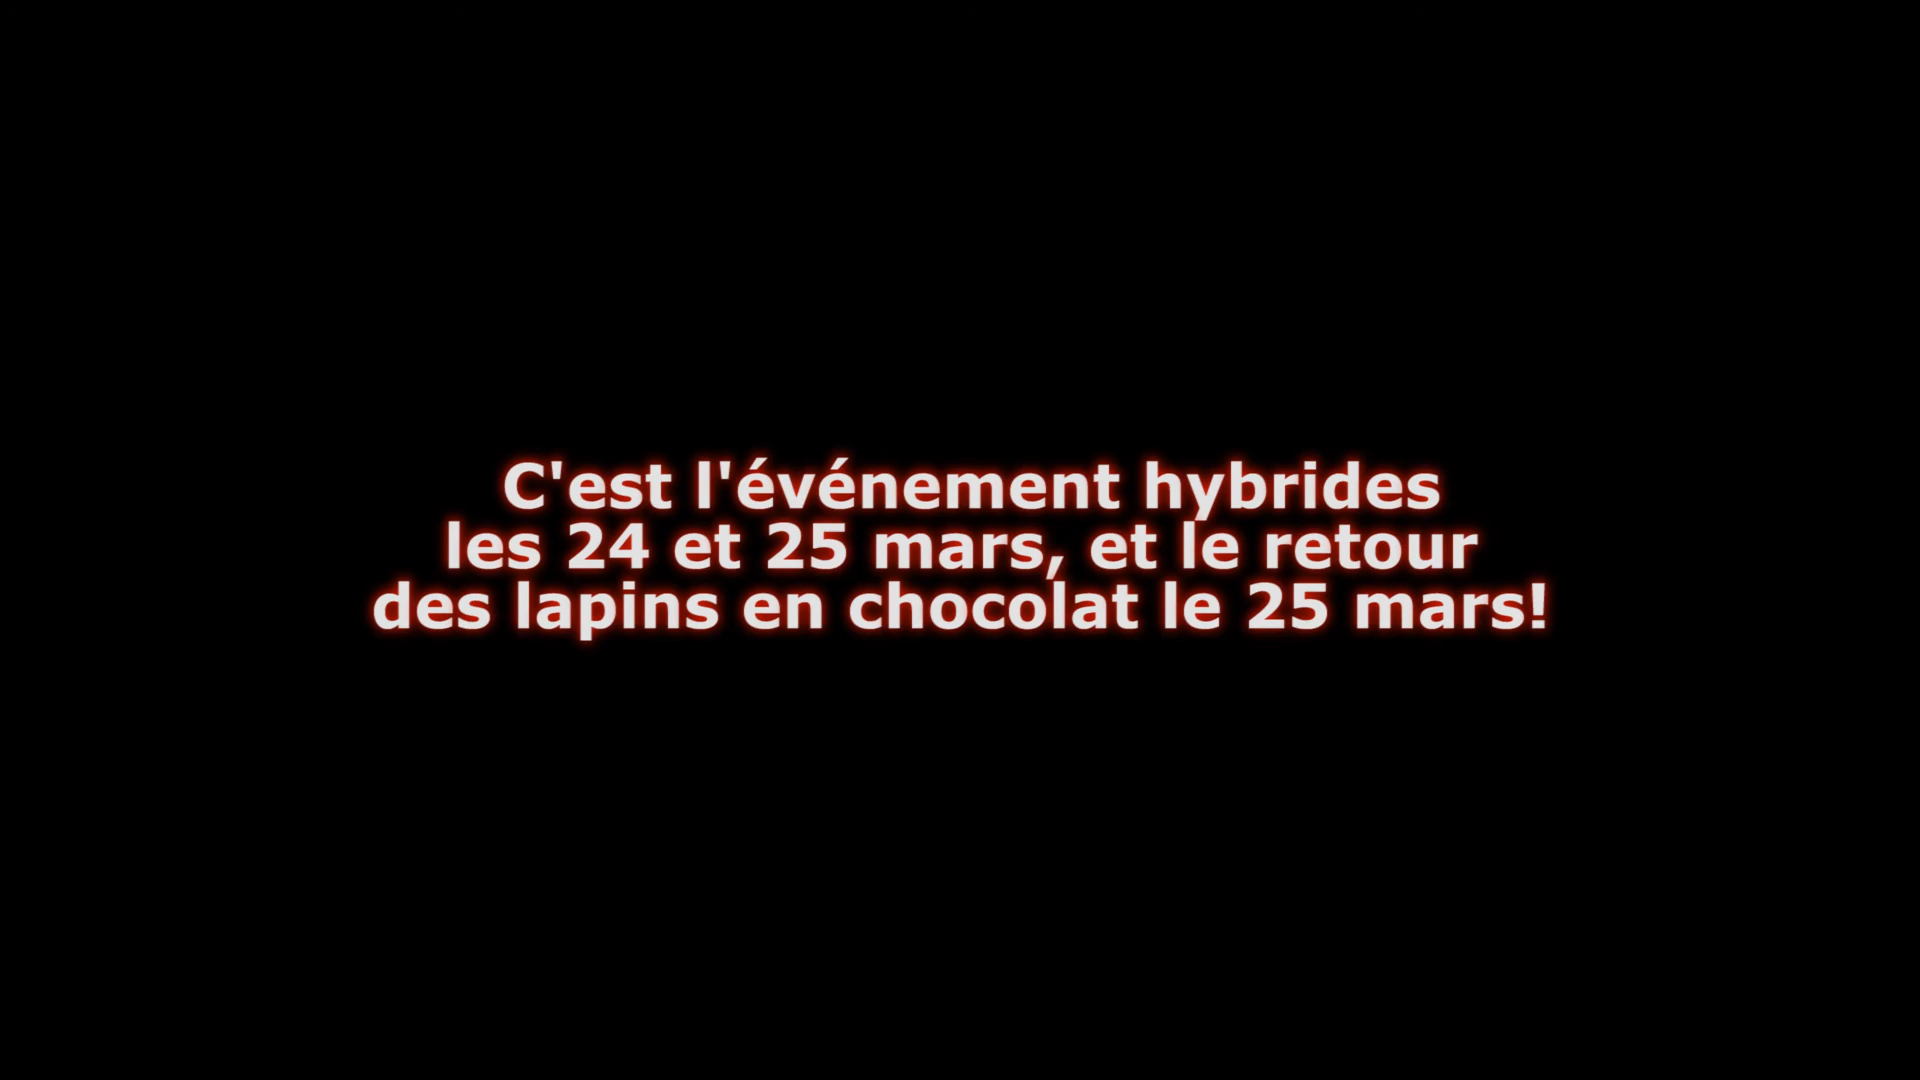 C'est l'événement hybrides
les 24 et 25 mars, et le retour
des lapins en chocolat le 25 mars!